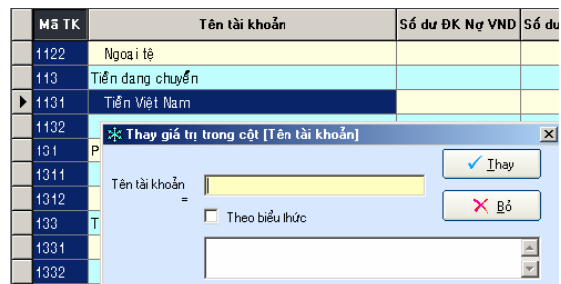 Mã TK Tên tài khoản Số dư ĐK Nợ VND Số dư
1122 Ngoại tệ
113 Tiền đang chuyển
1131 Tiền Việt Nam
1132
Thay giá trị trong cột [Tên tài khoản]
131 P
Thay
1311
Tên tài khoản
=
1312
Bỏ
133 T
Theo biểu thức
1331
1332